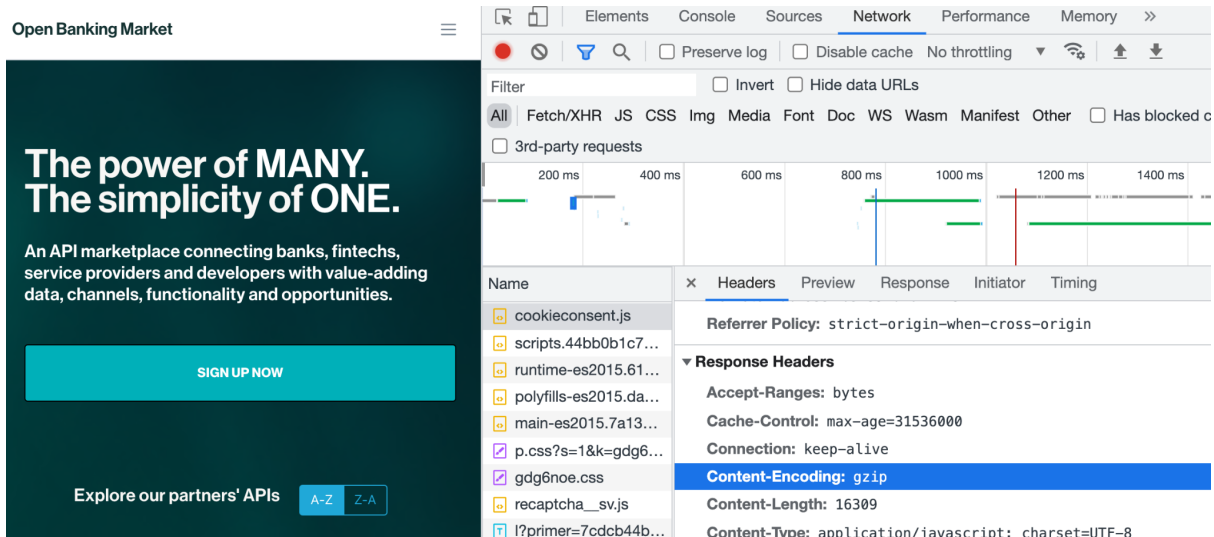 Open Banking Market
The power of MANY.
The simplicity of ONE.
An API marketplace connecting banks, fintechs,
service providers and developers with value-adding
data, channels, functionality and opportunities.
SIGN UP NOW
Explore our partners' APIs A-Z Z-A
Elements Console Sources Network Performance Memory »
Preserve log Disable cache No throttling
Filter Invert Hide data URLs
All Fetch/XHR JS CSS Img Media Font Doc WS Wasm Manifest Other Has blocked c
3rd-party requests
200 ms 400 ms 600 ms 800 ms 1000 ms 1200 ms 1400 ms
Name
cookieconsent.js
scripts.44bb0b1c7...
runtime-es2015.61...
polyfills-es2015.da...
main-es2015.7a13...
p.css?s=1&k=gdg6...
gdg6noe.css
recaptcha__sv.js
l?primer=7cdcb44b...
× Headers Preview Response Initiator Timing
Referrer Policy: strict-origin-when-cross-origin
Response Headers
Accept-Ranges: bytes
Cache-Control: max-age=31536000
Connection: keep-alive
Content-Encoding: gzip
Content-Length: 16309
Content-Type: application/javascript; charset=UTF-8